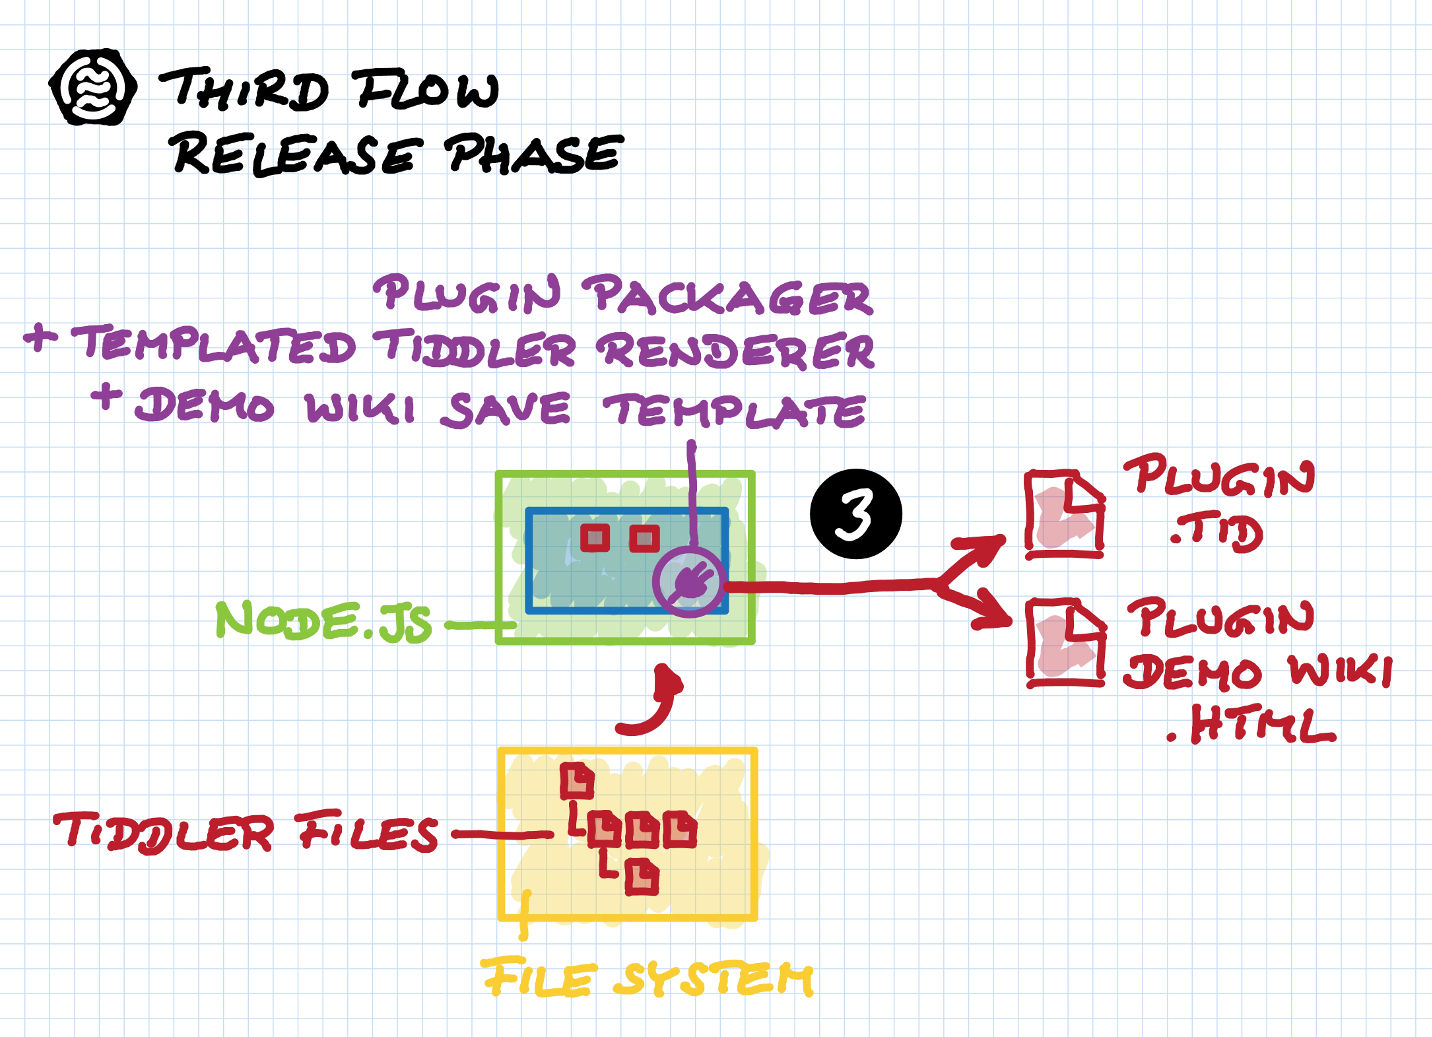 THIRD FLOW
RELEASE PHASE
PLUGIN PACKAGER
+ TEMPLATED TIDDLER RENDERER
+ DEMO WIKI SAVE TEMPLATE
3
PLUGIN
.TID
NODE.JS
PLUGIN
DEMO WIKI
.HTML
TIDDLER FILES
FILE SYSTEM